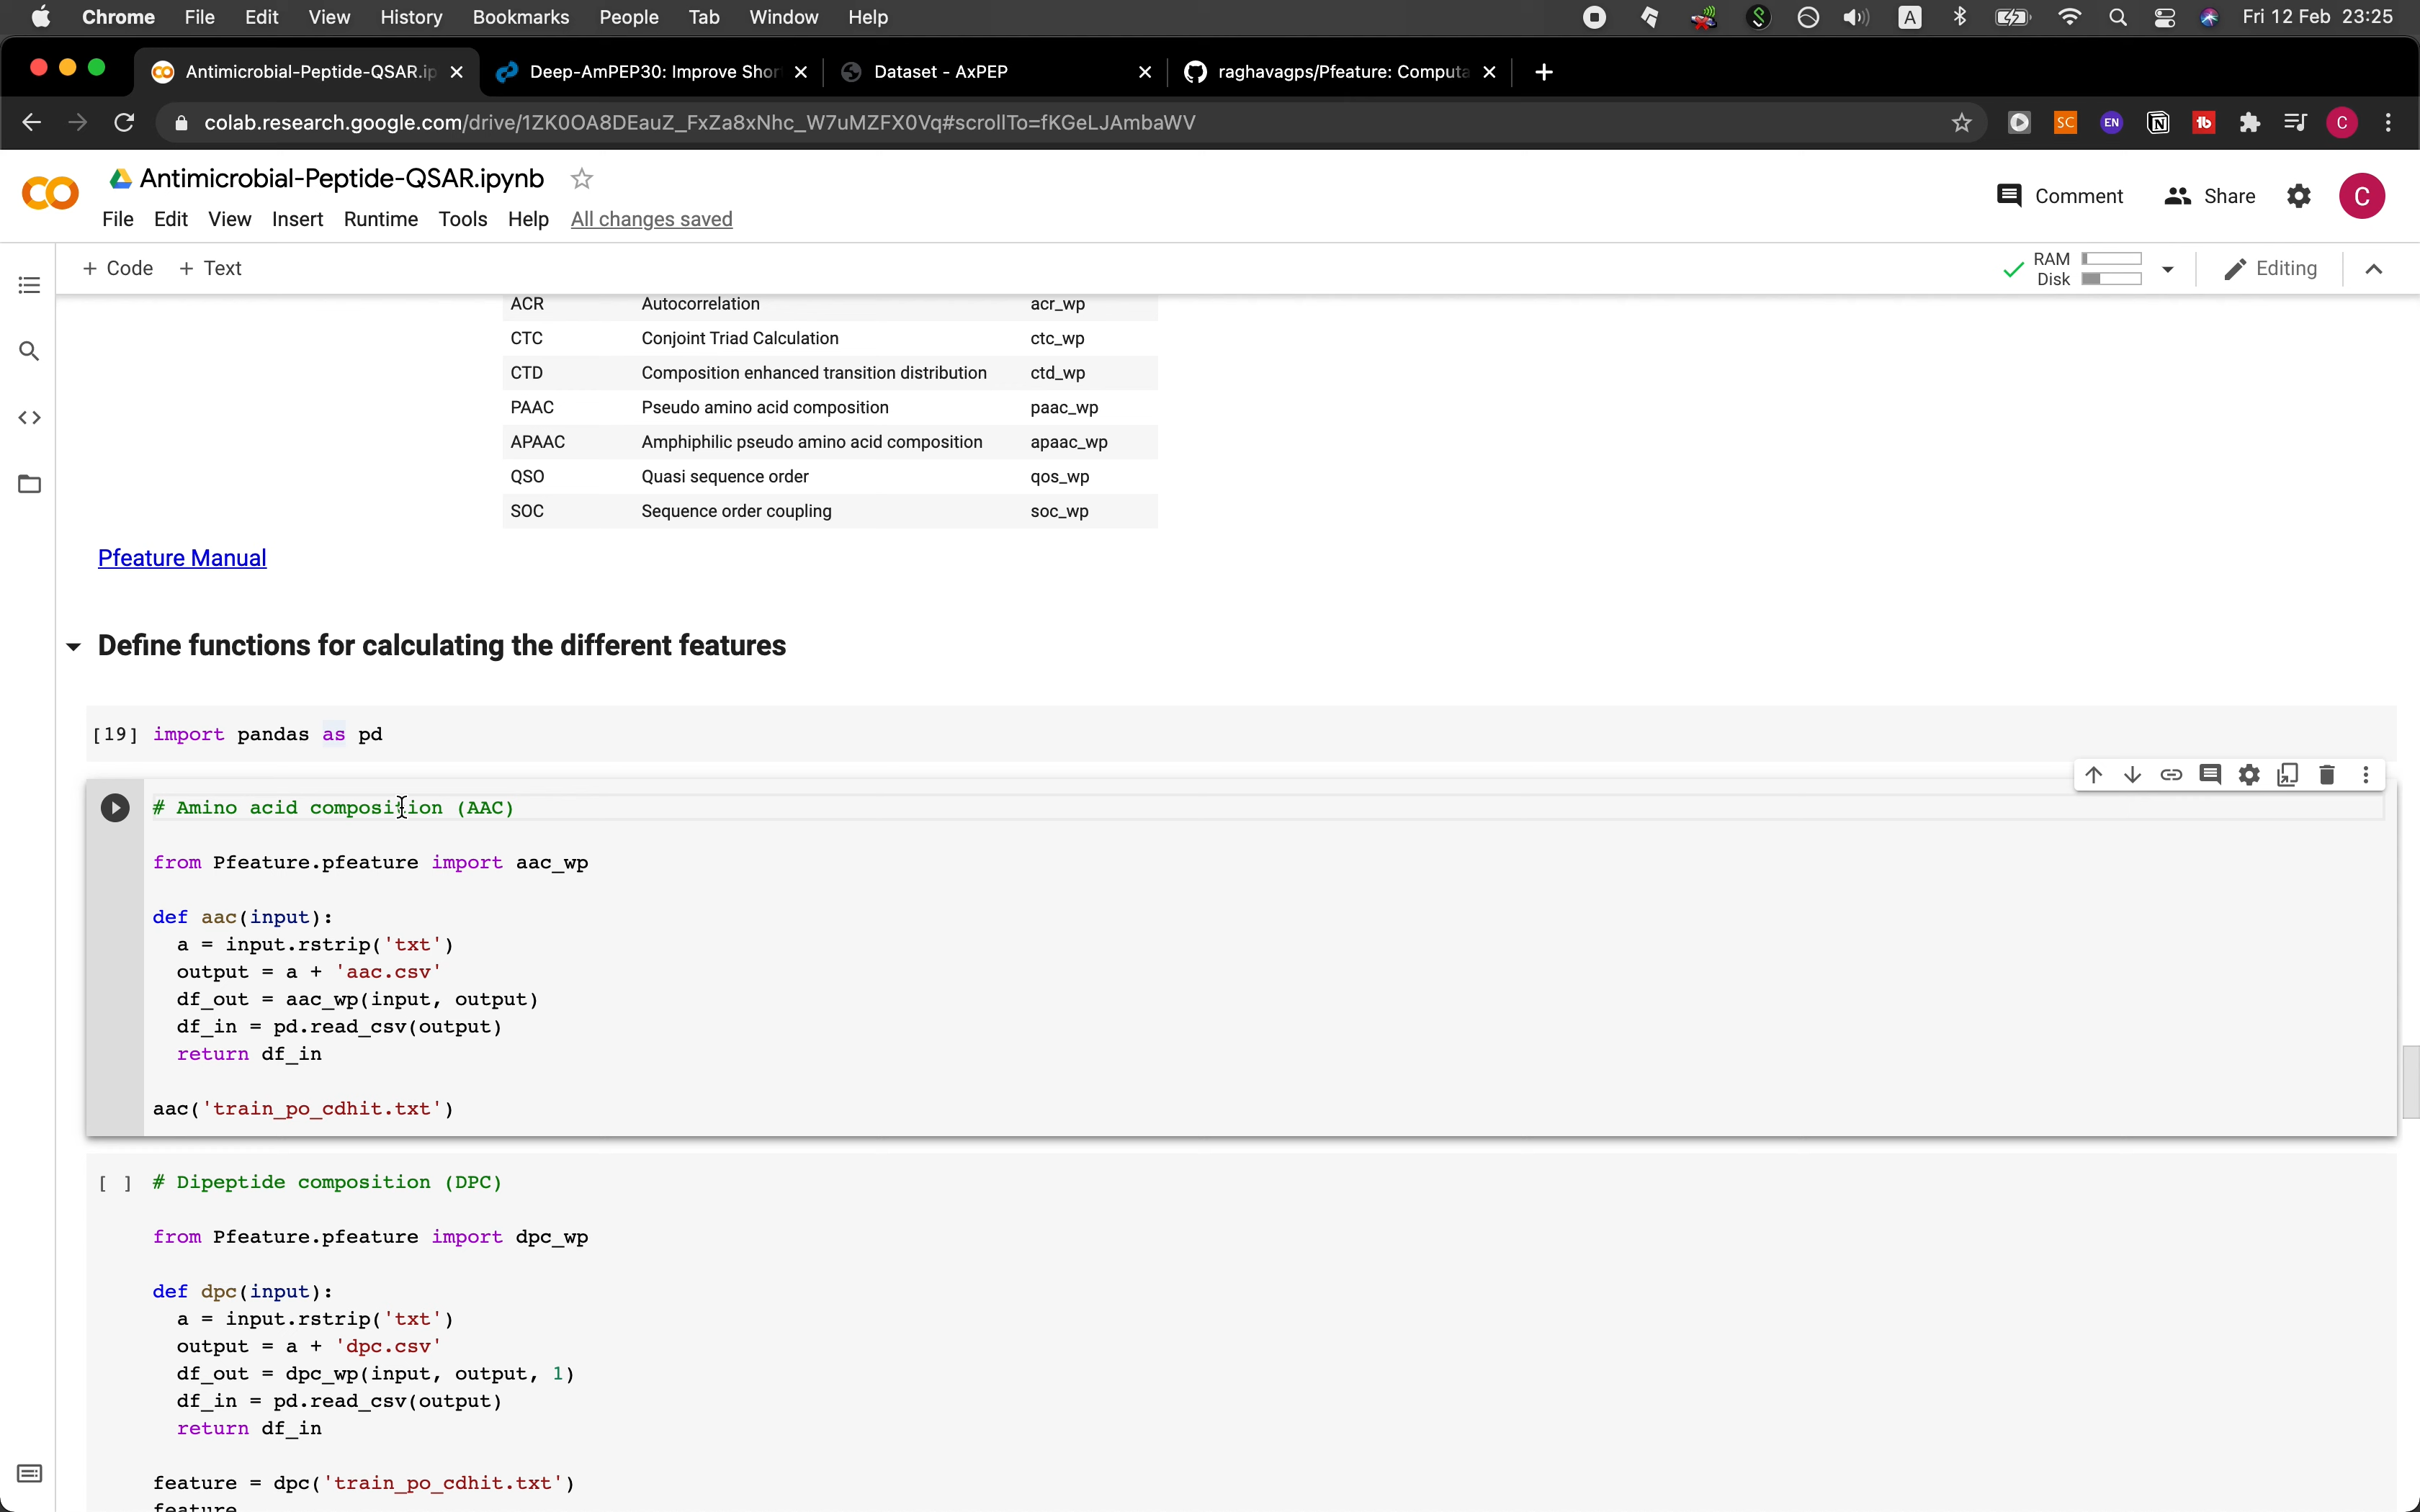 Chrome File Edit View History Bookmarks People Tab Window Help A Fri 12 Feb 23:25
Antimicrobial-Peptide-QSAR.ip Deep-AmPEP30: Improve Shor Dataset - AxPEP raghavagps/Pfeature: Computa
colab.research.google.com/drive/1ZK0OA8DEauZ_FxZa8xNhc_W7uMZFX0Vq#scrollTo=fKGeLJAmbaWV SC EN tb C
Antimicrobial-Peptide-QSAR.ipynb
Comment Share C
File Edit View Insert Runtime Tools Help All changes saved
+ Code + Text RAM Disk Editing
ACR Autocorrelation acr_wp
CTC Conjoint Triad Calculation ctc_wp
CTD Composition enhanced transition distribution ctd_wp
PAAC Pseudo amino acid composition paac_wp
APAAC Amphiphilic pseudo amino acid composition apaac_wp
QSO Quasi sequence order qos_wp
SOC Sequence order coupling soc_wp
Pfeature Manual
Define functions for calculating the different features
[19] import pandas as pd
# Amino acid composition (AAC)
from Pfeature.pfeature import aac_wp
def aac(input):
a = input.rstrip('txt')
output = a + 'aac.csv'
df_out = aac_wp(input, output)
df_in = pd.read_csv(output)
return df_in
aac('train_po_cdhit.txt')
[ ] # Dipeptide composition (DPC)
from Pfeature.pfeature import dpc_wp
def dpc(input):
a = input.rstrip('txt')
output = a + 'dpc.csv'
df_out = dpc_wp(input, output, 1)
df_in = pd.read_csv(output)
return df_in
feature = dpc('train_po_cdhit.txt')
feature